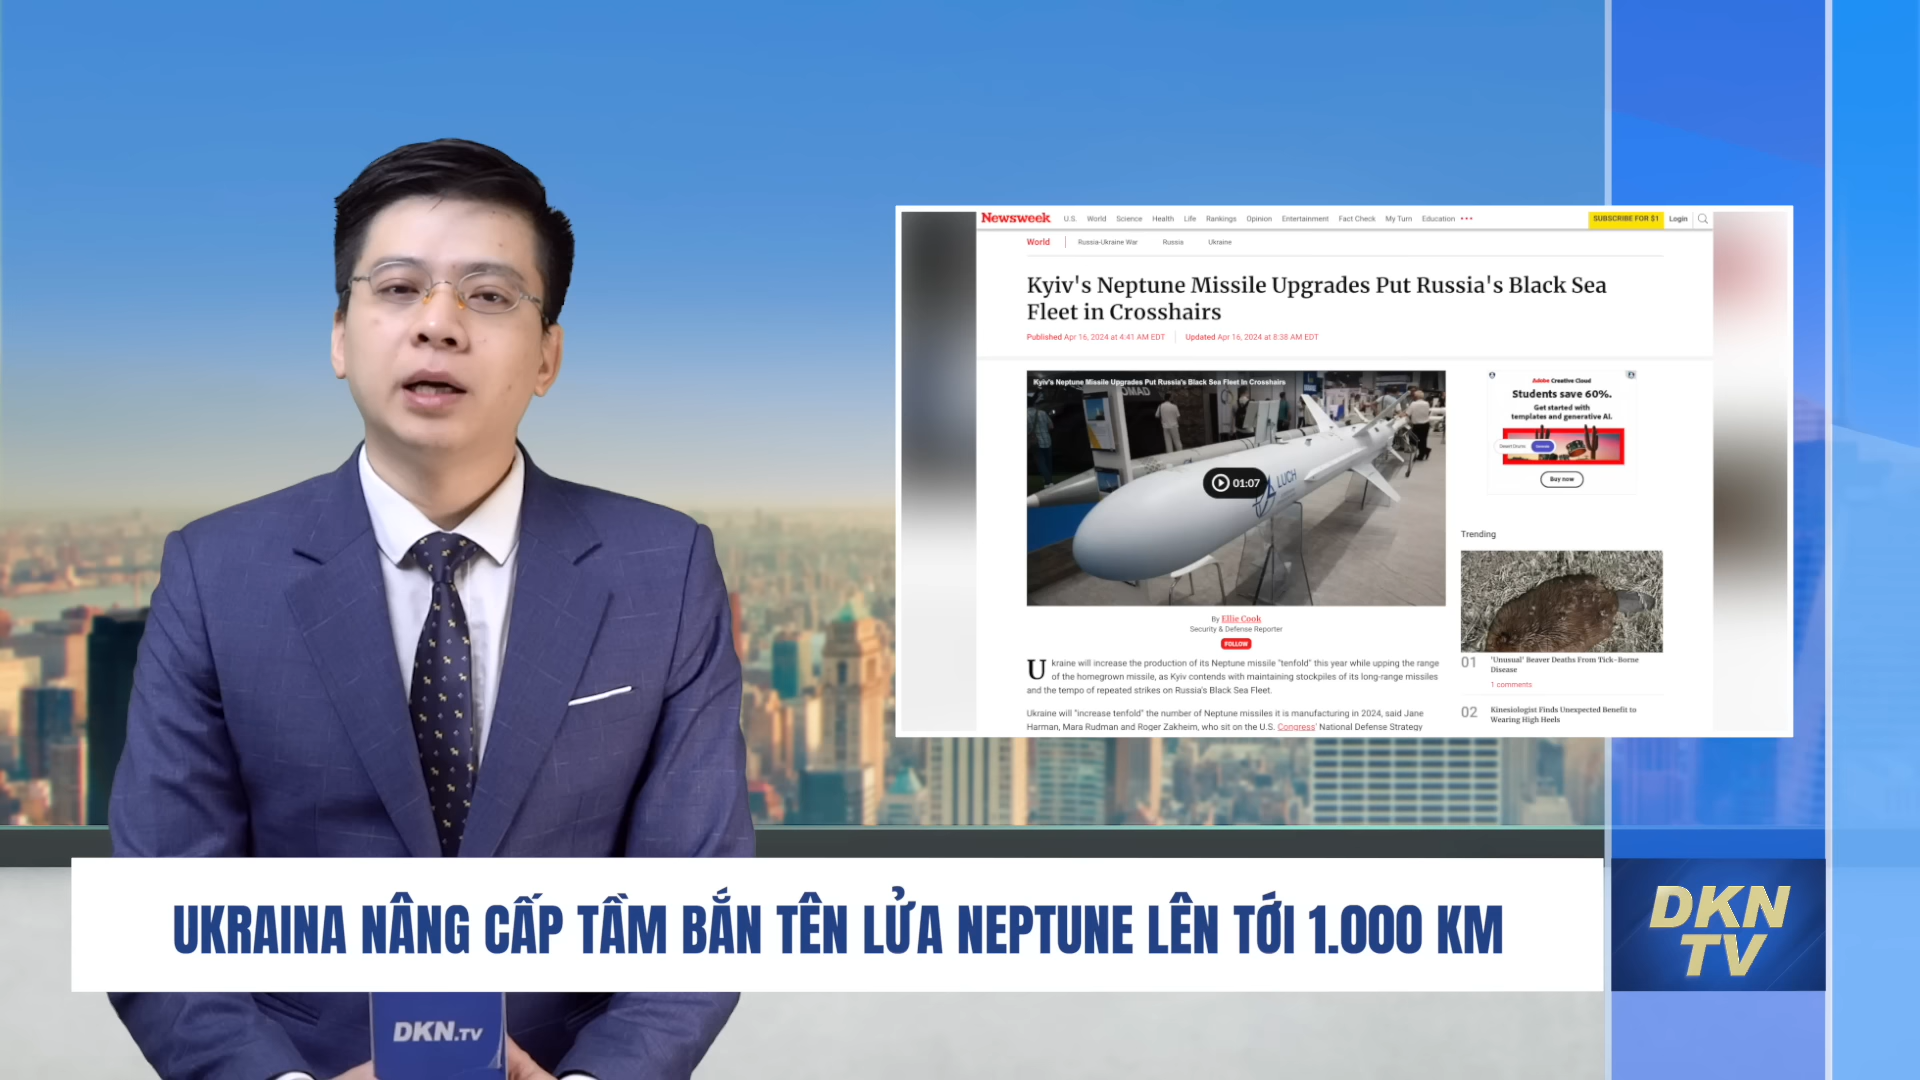 Newsweek U.S. World Science Health Life Rankings Opinion Entertainment Fact Check My Turn Education ••• SUBSCRIBE FOR $1 Login
World Russia-Ukraine War Russia Ukraine
Kyiv's Neptune Missile Upgrades Put Russia's Black Sea
Fleet in Crosshairs
Published Apr 16, 2024 at 4:41 AM EDT Updated Apr 16, 2024 at 8:38 AM EDT
Kyiv's Neptune Missile Upgrades Put Russia's Black Sea Fleet In Crosshairs
01:07
LUCH
By Ellie Cook
Security & Defense Reporter
FOLLOW
Ukraine will increase the production of its Neptune missile "tenfold" this year while upping the range
of the homegrown missile, as Kyiv contends with maintaining stockpiles of its long-range missiles
and the tempo of repeated strikes on Russia's Black Sea Fleet.
Ukraine will "increase tenfold" the number of Neptune missiles it is manufacturing in 2024, said Jane
Harman, Mara Rudman and Roger Zakheim, who sit on the U.S. Congress' National Defense Strategy
Adobe Creative Cloud
Students save 60%.
Get started with
templates and generative AI.
Buy now
Trending
01 'Unusual' Beaver Deaths From Tick-Borne
Disease
1 comments
02 Kinesiologist Finds Unexpected Benefit to
Wearing High Heels
UKRAINA NÂNG CẤP TẦM BẮN TÊN LỬA NEPTUNE LÊN TỚI 1.000 KM
DKN
TV
DKN.TV